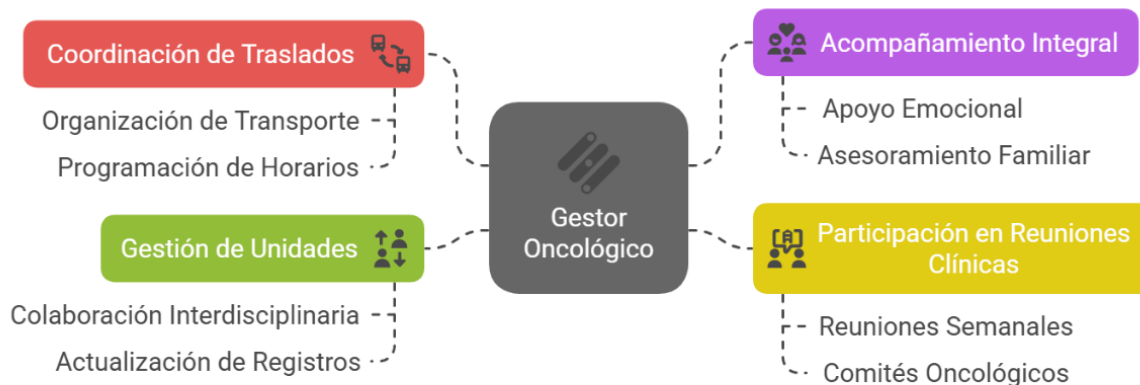 Coordinación de Traslados
Organización de Transporte
Programación de Horarios
Gestión de Unidades
Colaboración Interdisciplinaria
Actualización de Registros
Gestor
Oncológico
Acompañamiento Integral
Apoyo Emocional
Asesoramiento Familiar
Participación en Reuniones
Clínicas
Reuniones Semanales
Comités Oncológicos